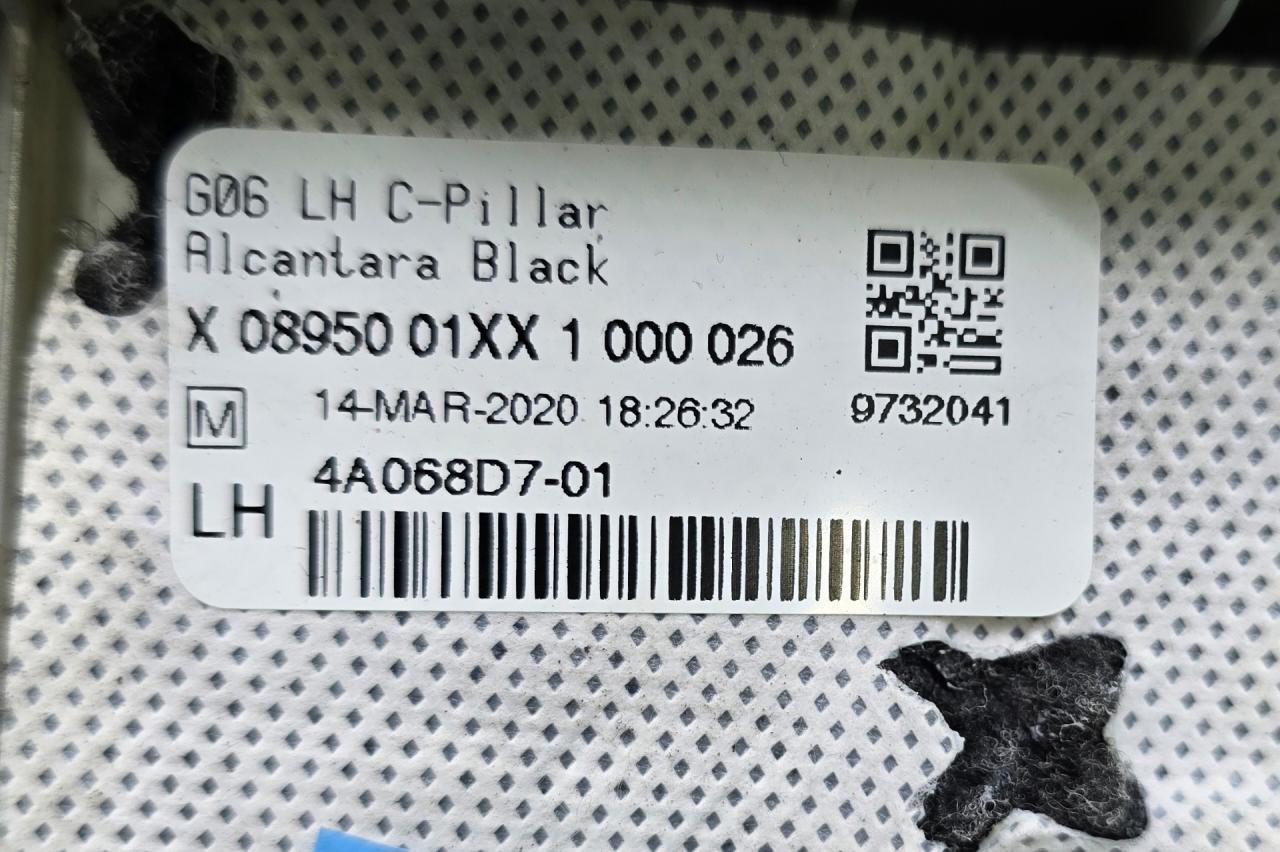 G06 LH C-Pillar
Alcantara Black
X 08950 01XX 1 000 026
M 14-MAR-2020 18:26:32 9732041
4A068D7-01
LH